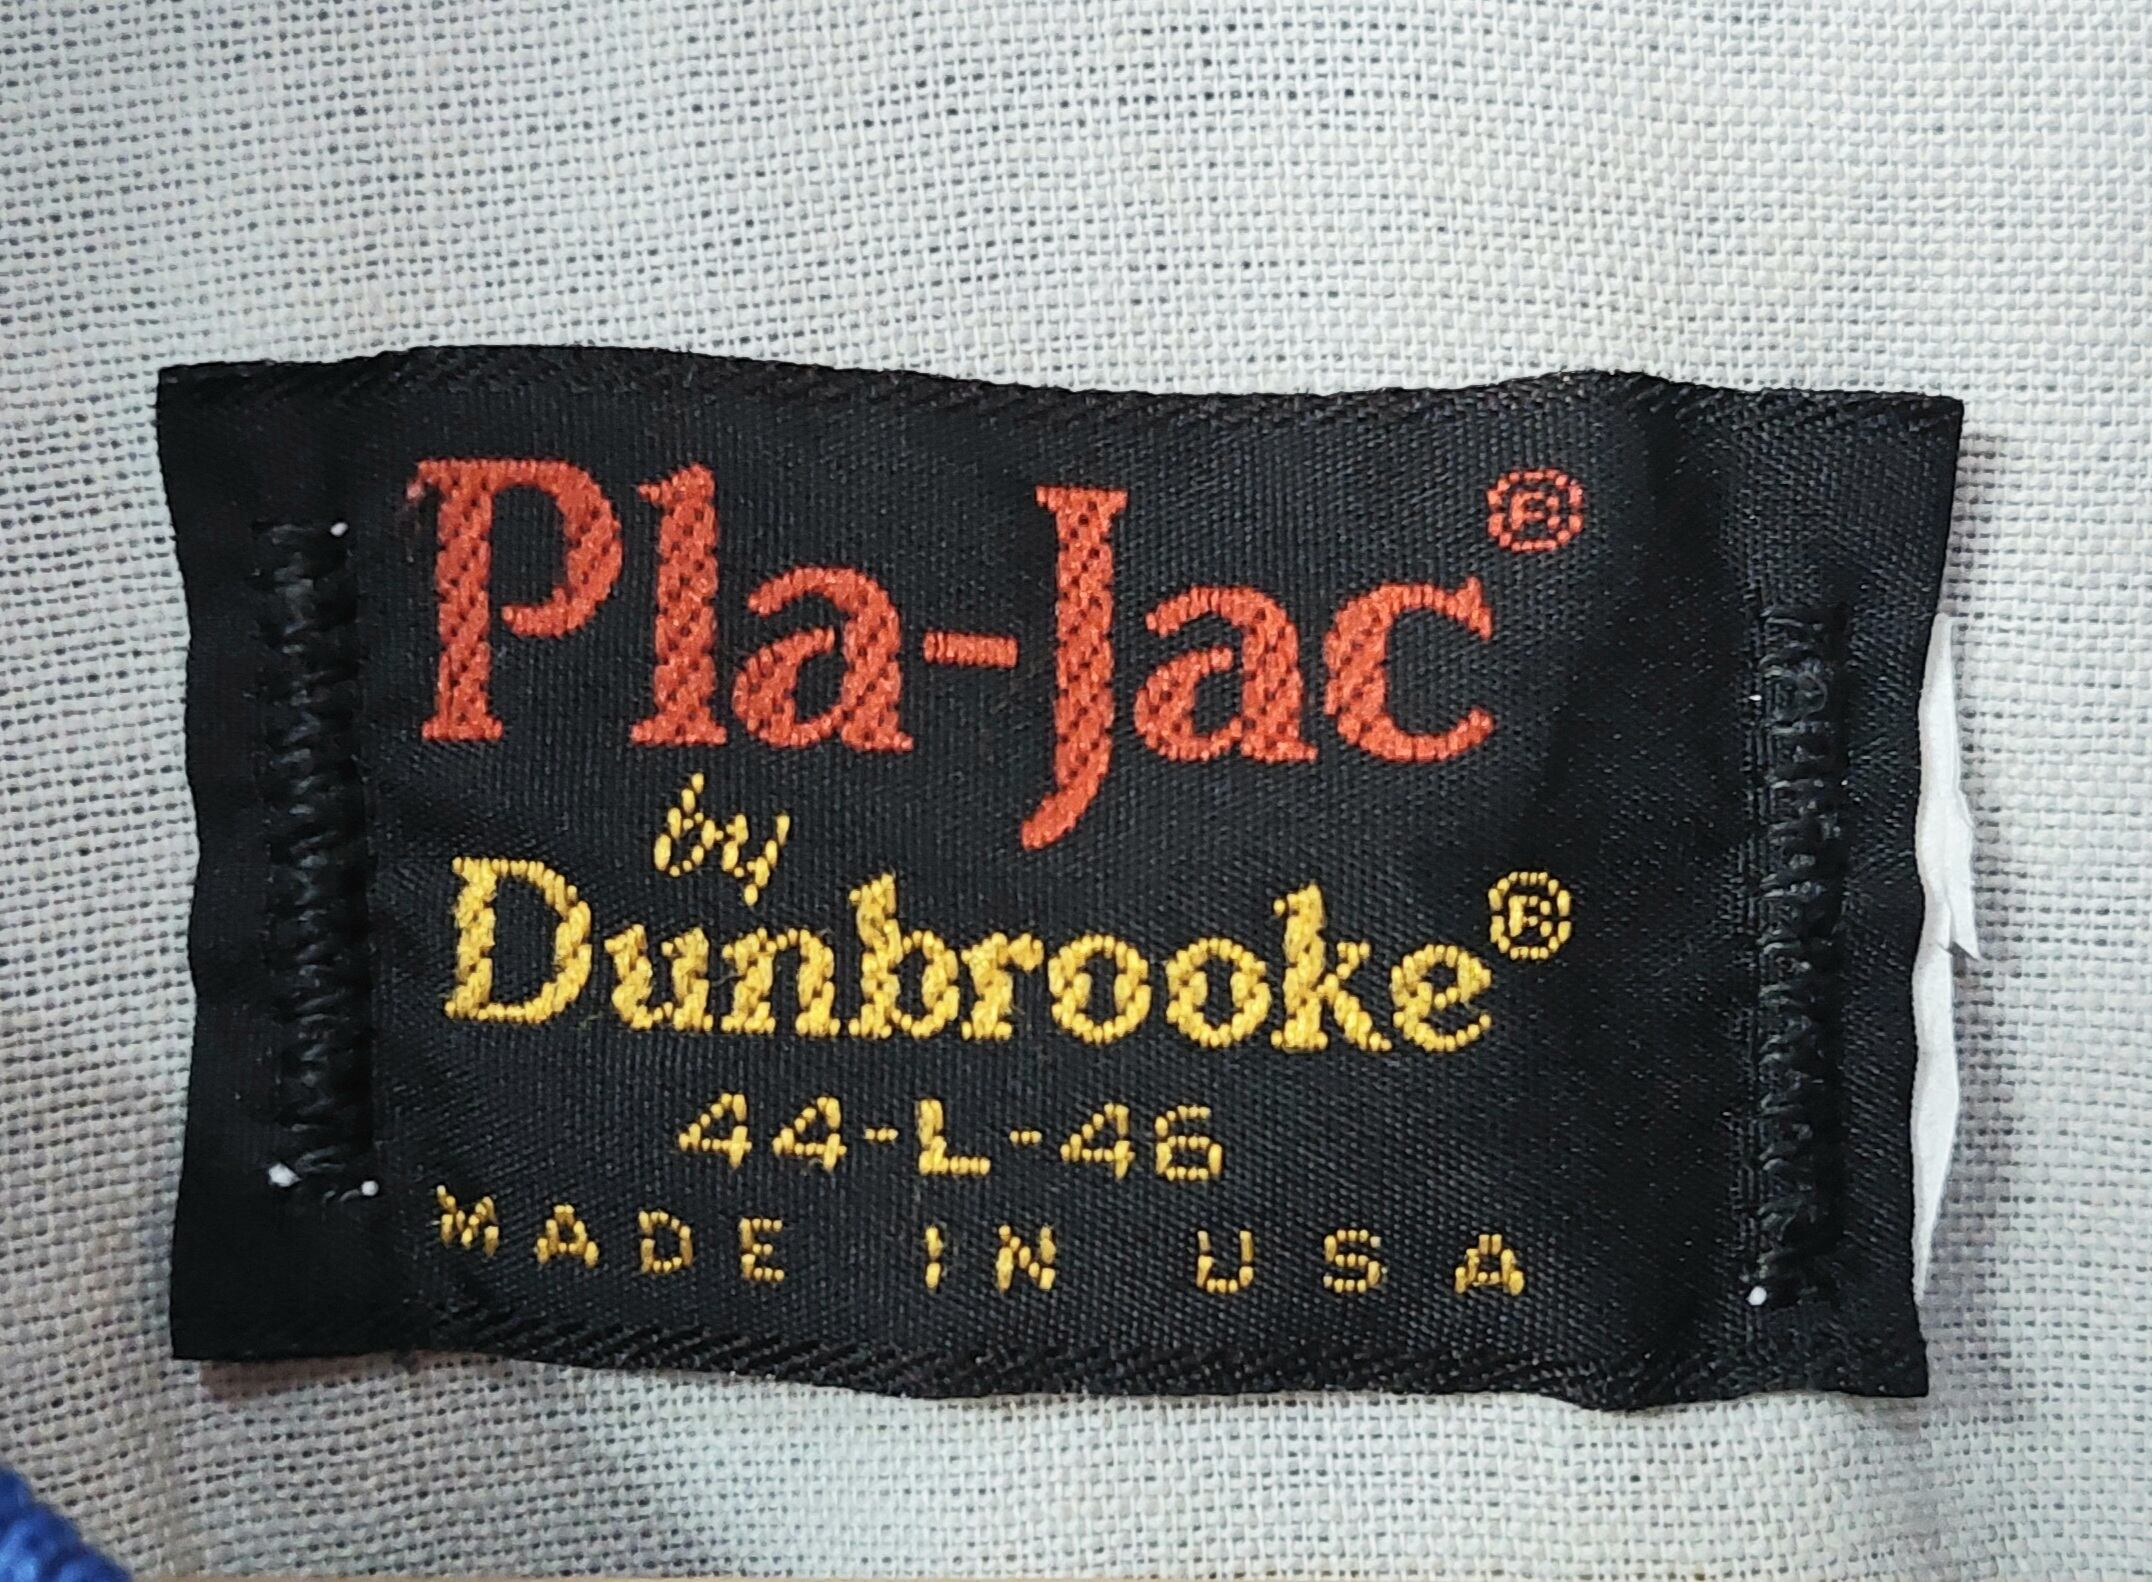 Pla-Jac®
by
Dunbrooke®
44-L-46
MADE IN USA